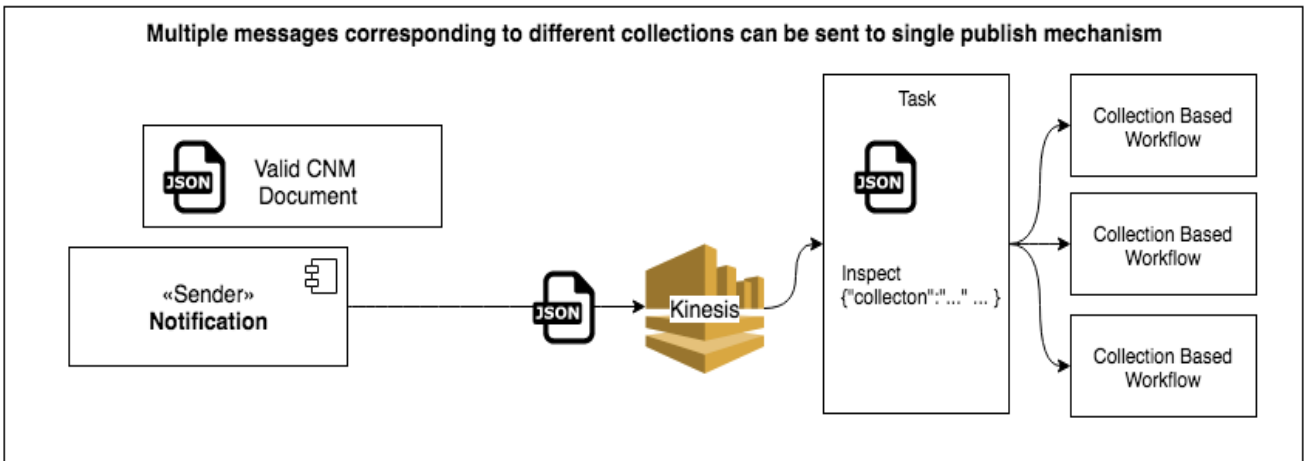 Multiple messages corresponding to different collections can be sent to single publish mechanism
JSON
Valid CNM
Document
«Sender»
Notification
JSON
Kinesis
Task
JSON
Inspect
{"collecton":"..." ... }
Collection Based
Workflow
Collection Based
Workflow
Collection Based
Workflow